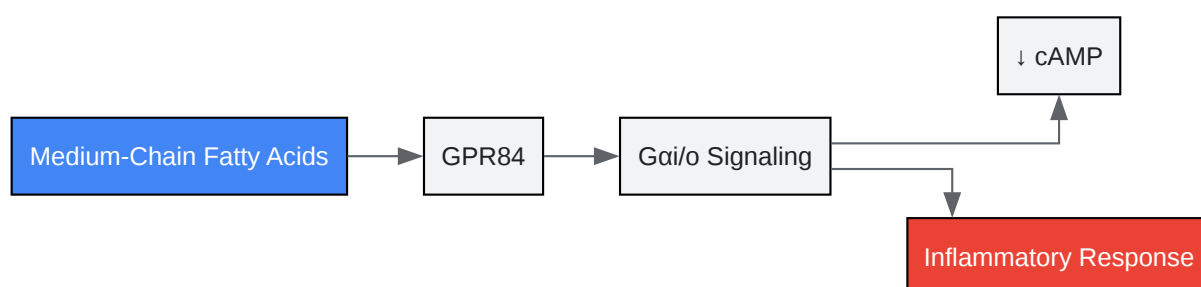 ↓ cAMP
Medium-Chain Fatty Acids
GPR84
Gαi/o Signaling
Inflammatory Response